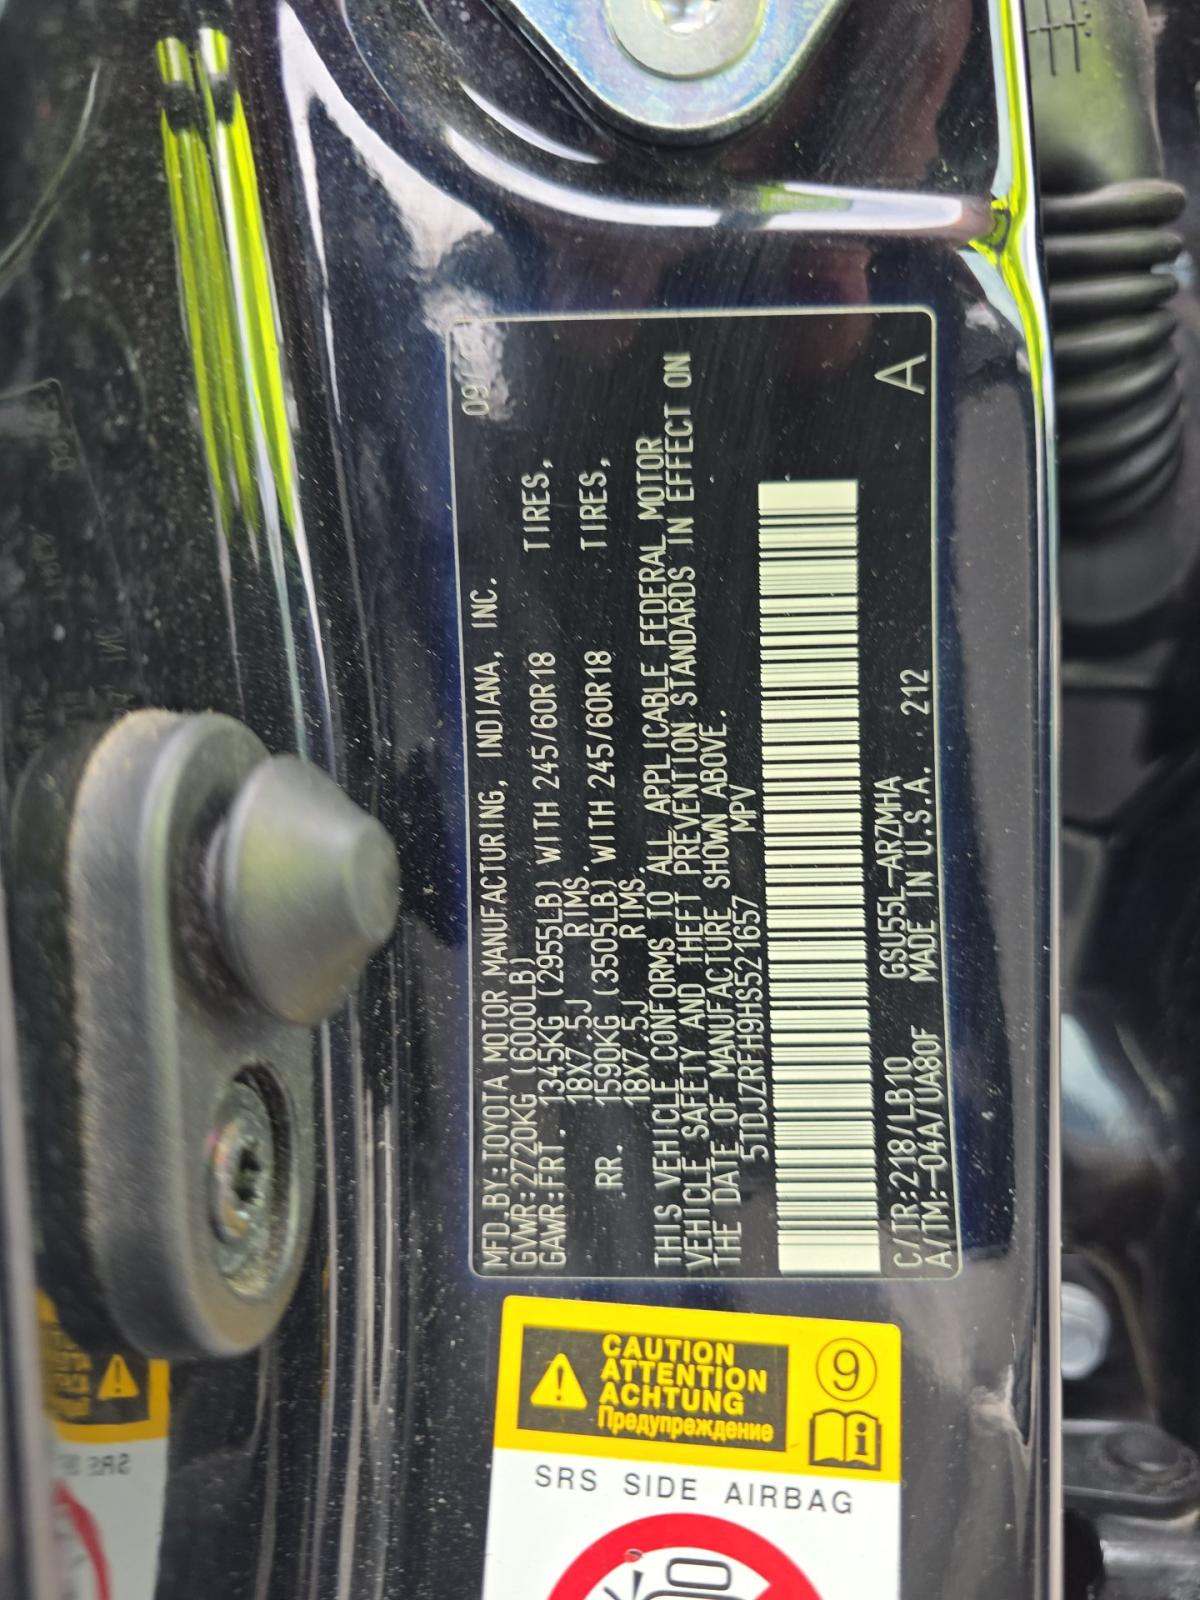 09
MFD.BY:TOYOTA MOTOR MANUFACTURING, INDIANA, INC.
GVWR:2720KG (6000LB)
GAWR:FRT. 1345KG (2955LB) WITH 245/60R18 TIRES,
18X7.5J RIMS.
RR. 1590KG (3505LB) WITH 245/60R18 TIRES,
18X7.5J RIMS.
THIS VEHICLE CONFORMS TO ALL APPLICABLE FEDERAL MOTOR
VEHICLE SAFETY AND THEFT PREVENTION STANDARDS IN EFFECT ON
THE DATE OF MANUFACTURE SHOWN ABOVE.
5TDJZRFH9HS521657 MPV
C/TR:218/LB10 GSU55L-ARZMHA
A/TM:-04A/UA80F MADE IN U.S.A. ..212
A
CAUTION
ATTENTION
ACHTUNG
Предупреждение
9
SRS SIDE AIRBAG